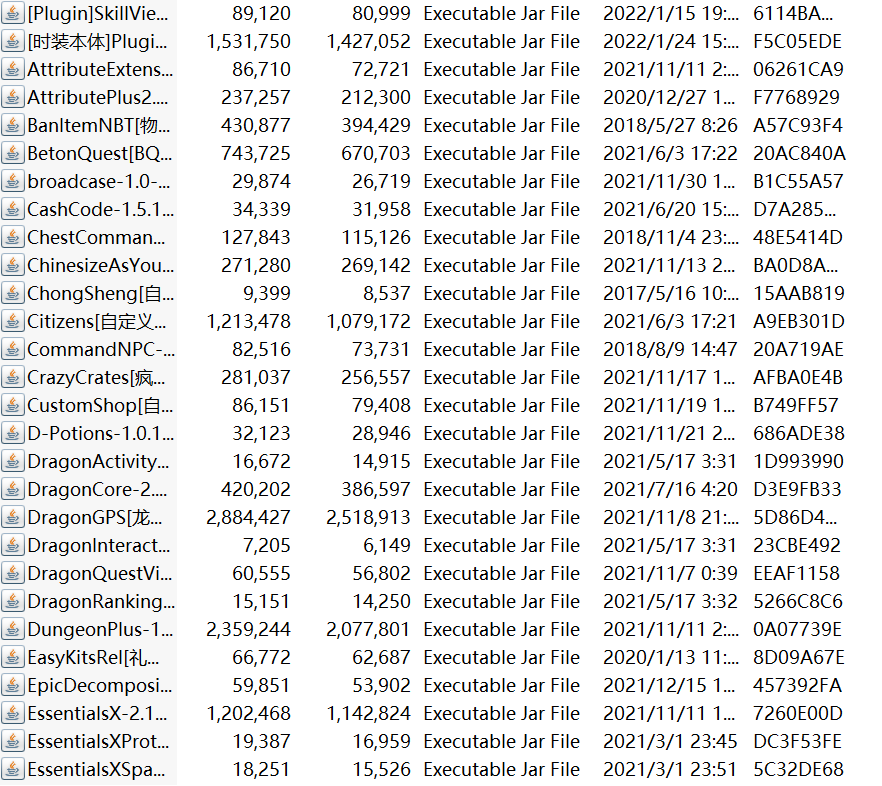 [Plugin]SkillVie... 89,120 80,999 Executable Jar File 2022/1/15 19:... 6114BA...
[时装本体]Plugi... 1,531,750 1,427,052 Executable Jar File 2022/1/24 15:... F5C05EDE
AttributeExtens... 86,710 72,721 Executable Jar File 2021/11/11 2:... 06261CA9
AttributePlus2.... 237,257 212,300 Executable Jar File 2020/12/27 1... F7768929
BanItemNBT[物... 430,877 394,429 Executable Jar File 2018/5/27 8:26 A57C93F4
BetonQuest[BQ... 743,725 670,703 Executable Jar File 2021/6/3 17:22 20AC840A
broadcase-1.0-... 29,874 26,719 Executable Jar File 2021/11/30 1... B1C55A57
CashCode-1.5.1... 34,339 31,958 Executable Jar File 2021/6/20 15:... D7A285...
ChestComman... 127,843 115,126 Executable Jar File 2018/11/4 23:... 48E5414D
ChinesizeAsYou... 271,280 269,142 Executable Jar File 2021/11/13 2... BA0D8A...
ChongSheng[自... 9,399 8,537 Executable Jar File 2017/5/16 10:... 15AAB819
Citizens[自定义... 1,213,478 1,079,172 Executable Jar File 2021/6/3 17:21 A9EB301D
CommandNPC-... 82,516 73,731 Executable Jar File 2018/8/9 14:47 20A719AE
CrazyCrates[疯... 281,037 256,557 Executable Jar File 2021/11/17 1... AFBA0E4B
CustomShop[自... 86,151 79,408 Executable Jar File 2021/11/19 1... B749FF57
D-Potions-1.0.1... 32,123 28,946 Executable Jar File 2021/11/21 2... 686ADE38
DragonActivity... 16,672 14,915 Executable Jar File 2021/5/17 3:31 1D993990
DragonCore-2.... 420,202 386,597 Executable Jar File 2021/7/16 4:20 D3E9FB33
DragonGPS[龙... 2,884,427 2,518,913 Executable Jar File 2021/11/8 21:... 5D86D4...
DragonInteract... 7,205 6,149 Executable Jar File 2021/5/17 3:31 23CBE492
DragonQuestVi... 60,555 56,802 Executable Jar File 2021/11/7 0:39 EEAF1158
DragonRanking... 15,151 14,250 Executable Jar File 2021/5/17 3:32 5266C8C6
DungeonPlus-1... 2,359,244 2,077,801 Executable Jar File 2021/11/11 2:... 0A07739E
EasyKitsRel[礼... 66,772 62,687 Executable Jar File 2020/1/13 11:... 8D09A67E
EpicDecomposi... 59,851 53,902 Executable Jar File 2021/12/15 1... 457392FA
EssentialsX-2.1... 1,202,468 1,142,824 Executable Jar File 2021/11/11 1... 7260E00D
EssentialsXProt... 19,387 16,959 Executable Jar File 2021/3/1 23:45 DC3F53FE
EssentialsXSpa... 18,251 15,526 Executable Jar File 2021/3/1 23:51 5C32DE68